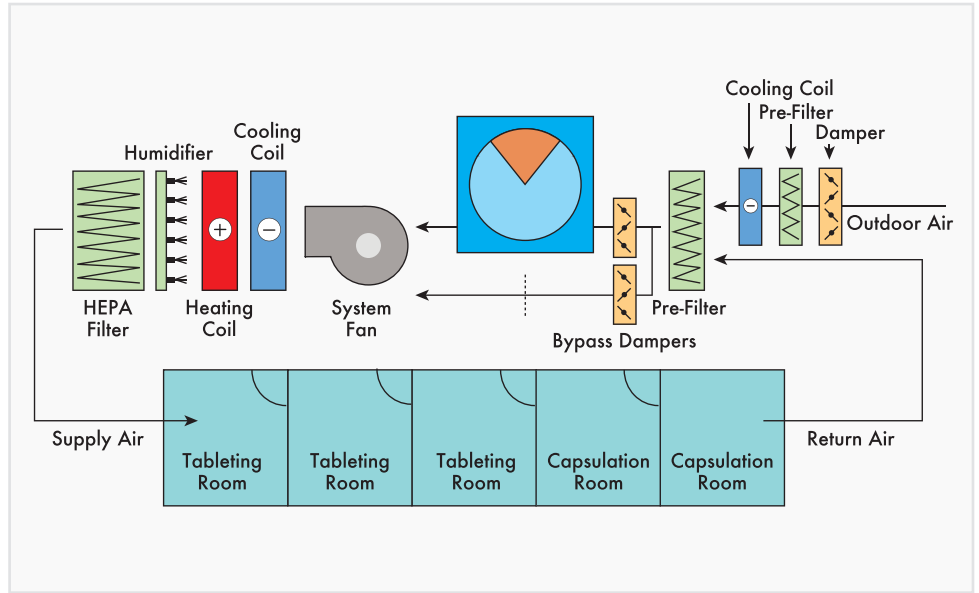 Cooling Coil
Pre-Filter
Damper
Cooling
Coil
Humidifier
+
−
−
Outdoor Air
HEPA
Filter
Heating
Coil
System
Fan
Pre-Filter
Bypass Dampers
Supply Air
Return Air
Tableting
Room
Tableting
Room
Tableting
Room
Capsulation
Room
Capsulation
Room